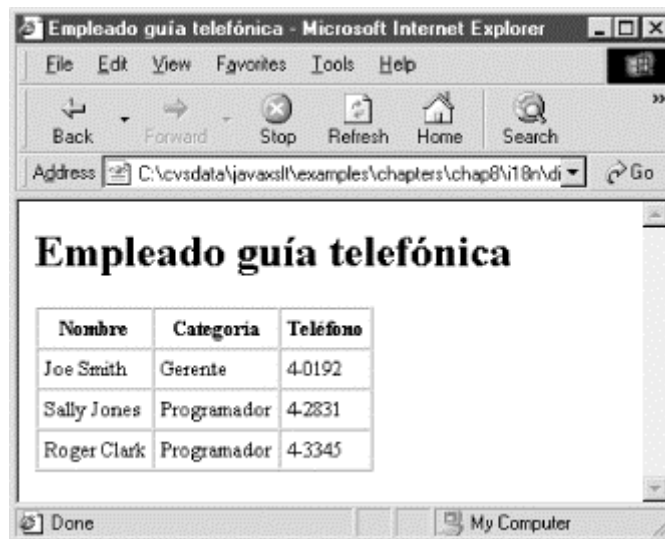 Empleado guía telefónica - Microsoft Internet Explorer
File Edit View Favorites Tools Help
Back Forward Stop Refresh Home Search »
Address C:\cvsdata\javaxslt\examples\chapters\chap8\i18n\di Go
Empleado guía telefónica
Nombre Categoría Teléfono
Joe Smith Gerente 4-0192
Sally Jones Programador 4-2831
Roger Clark Programador 4-3345
Done My Computer